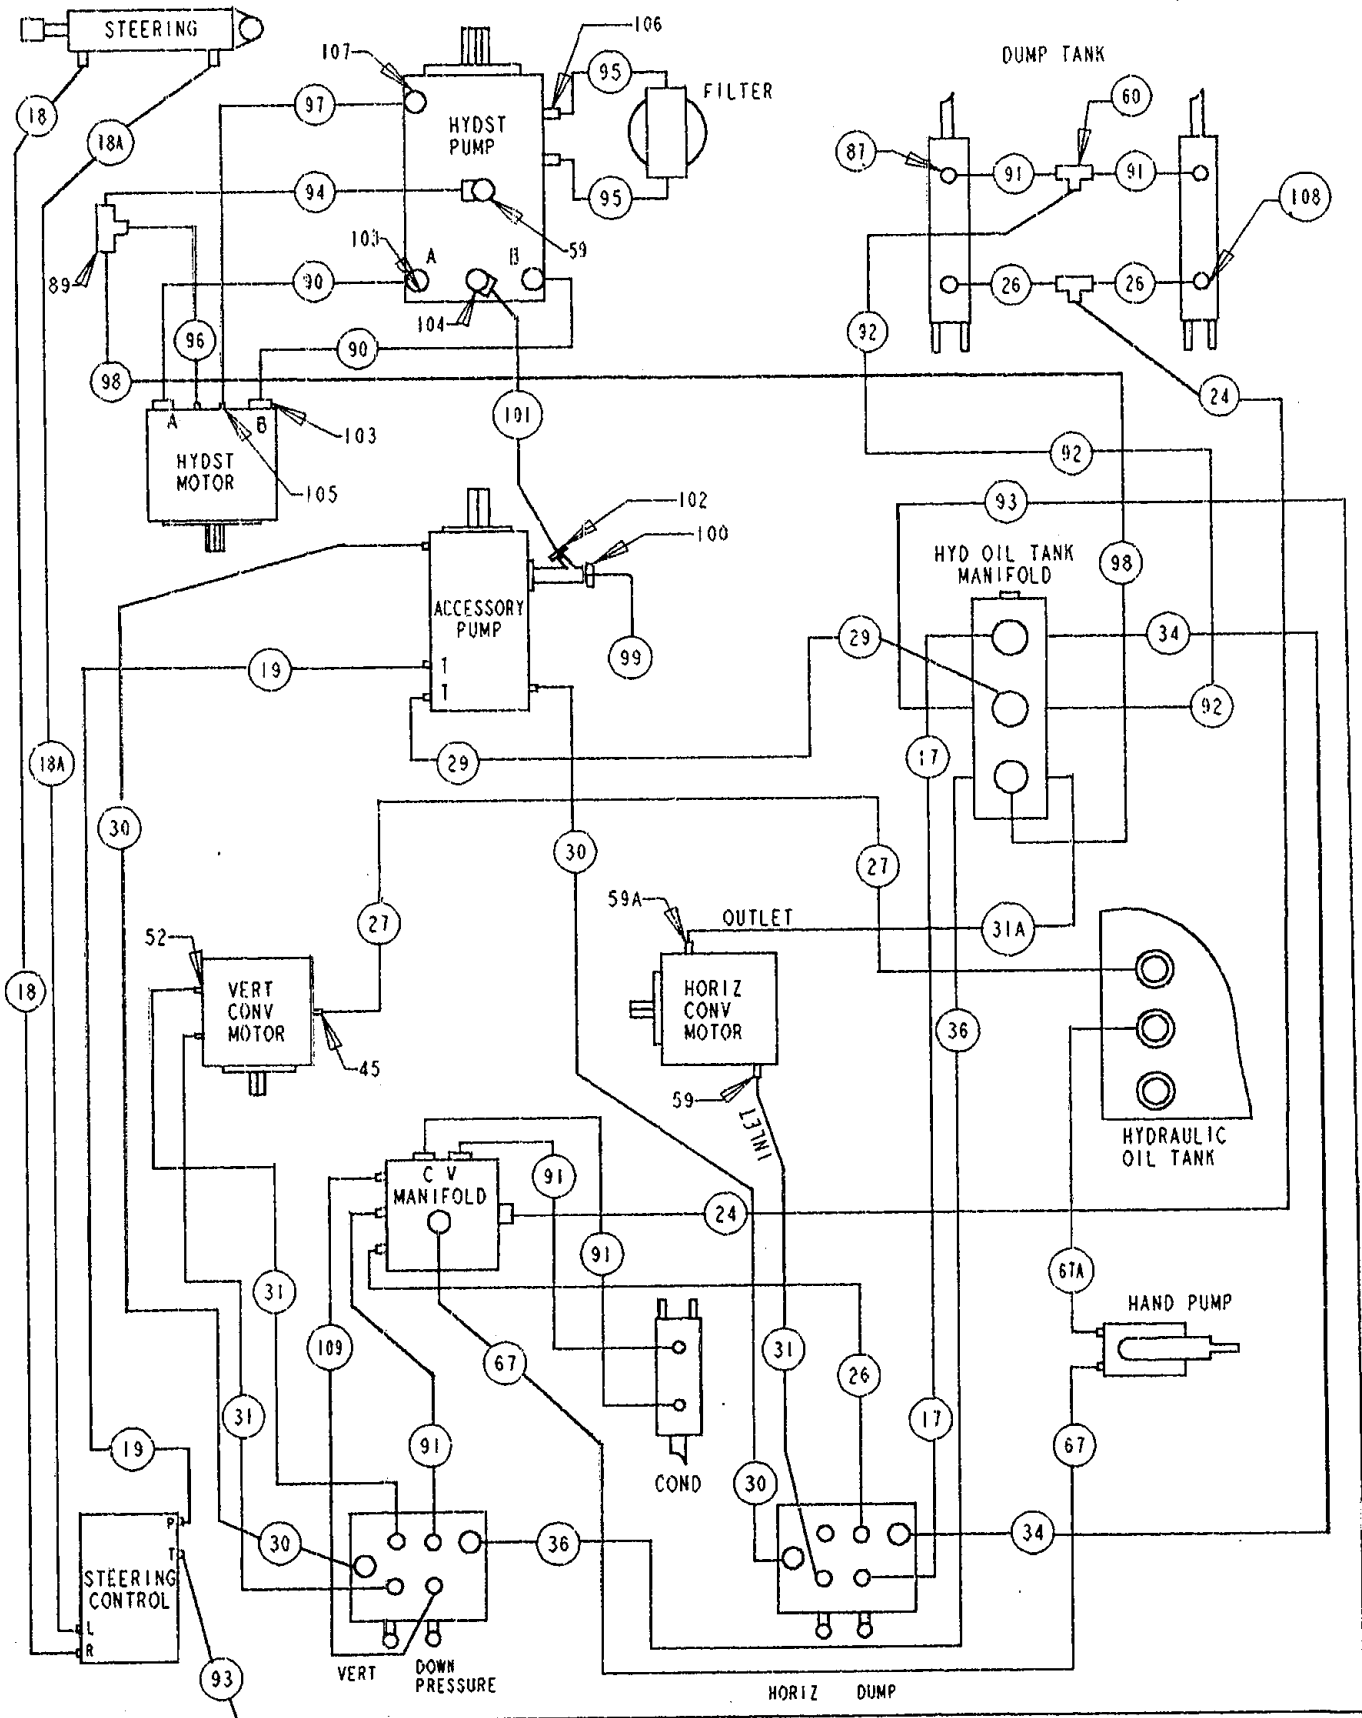 STEERING
106
107
95
FILTER
DUMP TANK
60
18
97
HYDST
PUMP
18A
87
91
91
95
108
94
59
103
A
B
89
90
26
26
104
96
90
92
98
24
101
A
B
103
92
HYDST
MOTOR
105
102
93
100
HYD OIL TANK
MANIFOLD
98
ACCESSORY
PUMP
29
34
99
19
T
T
92
29
17
18A
30
30
27
59A
OUTLET
31A
27
52
18
VERT
CONV
MOTOR
HORIZ
CONV
MOTOR
36
45
59
INLET
HYDRAULIC
OIL TANK
C V
MANIFOLD
91
24
91
67A
31
HAND PUMP
109
67
31
26
31
17
19
91
67
COND
30
P
T
30
36
34
STEERING
CONTROL
L
R
VERT
DOWN
PRESSURE
93
HORIZ
DUMP